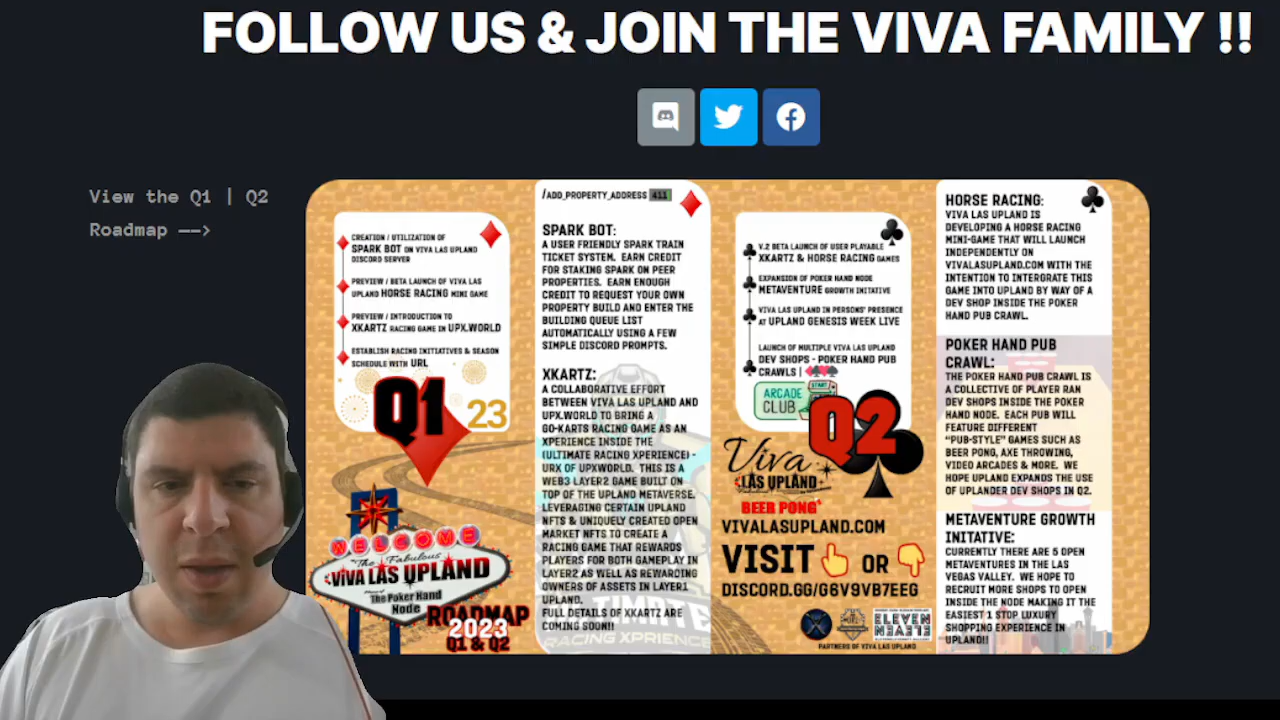 FOLLOW US & JOIN THE VIVA FAMILY !!
View the Q1 | Q2
Roadmap -->
CREATION / UTILIZATION OF
SPARK BOT ON VIVA LAS UPLAND
DISCORD SERVER
PREVIEW / BETA LAUNCH OF VIVA LAS
UPLAND HORSE RACING MINI GAME
PREVIEW / INTRODUCTION TO
XKARTZ RACING GAME IN UPX.WORLD
ESTABLISH RACING INITIATIVES & SEASON
SCHEDULE WITH URL
Q1 23
WELCOME
"The Fabulous
VIVA LAS UPLAND
The Poker Hand
Node
ROADMAP
2023
Q1 & Q2
/ADD_PROPERTY_ADDRESS 411
SPARK BOT:
A USER FRIENDLY SPARK TRAIN
TICKET SYSTEM. EARN CREDIT
FOR STAKING SPARK ON PEER
PROPERTIES. EARN ENOUGH
CREDIT TO REQUEST YOUR OWN
PROPERTY BUILD AND ENTER THE
BUILDING QUEUE LIST
AUTOMATICALLY USING A FEW
SIMPLE DISCORD PROMPTS.
XKARTZ:
A COLLABORATIVE EFFORT
BETWEEN VIVA LAS UPLAND AND
UPX.WORLD TO BRING A
GO-KARTS RACING GAME AS AN
XPERIENCE INSIDE THE
(ULTIMATE RACING XPERIENCE) -
URX OF UPXWORLD. THIS IS A
WEB3 LAYER2 GAME BUILT ON
TOP OF THE UPLAND METAVERSE.
LEVERAGING CERTAIN UPLAND
NFTS & UNIQUELY CREATED OPEN
MARKET NFTS TO CREATE A
RACING GAME THAT REWARDS
PLAYERS FOR BOTH GAMEPLAY IN
LAYER2 AS WELL AS REWARDING
OWNERS OF ASSETS IN LAYER1
UPLAND.
FULL DETAILS OF XKARTZ ARE
COMING SOON!!
RACING XPRIENCE
V.2 BETA LAUNCH OF USER PLAYABLE
XKARTZ & HORSE RACING GAMES
EXPANSION OF POKER HAND NODE
METAVENTURE GROWTH INITATIVE
VIVA LAS UPLAND IN PERSONS' PRESENCE
AT UPLAND GENESIS WEEK LIVE
LAUNCH OF MULTIPLE VIVA LAS UPLAND
DEV SHOPS - POKER HAND PUB
CRAWLS |
ARCADE
CLUB
START
Q2
Viva
LAS UPLAND
BEER PONG
VIVALASUPLAND.COM
VISIT OR
DISCORD.GG/G6V9VB7EEG
ELEVEN
ELEVEN
PARTNERS OF VIVA LAS UPLAND
HORSE RACING:
VIVA LAS UPLAND IS
DEVELOPING A HORSE RACING
MINI-GAME THAT WILL LAUNCH
INDEPENDENTLY ON
VIVALASUPLAND.COM WITH THE
INTENTION TO INTERGRATE THIS
GAME INTO UPLAND BY WAY OF A
DEV SHOP INSIDE THE POKER
HAND PUB CRAWL.
POKER HAND PUB
CRAWL:
THE POKER HAND PUB CRAWL IS
A COLLECTIVE OF PLAYER RAN
DEV SHOPS INSIDE THE POKER
HAND NODE. EACH PUB WILL
FEATURE DIFFERENT
"PUB-STYLE" GAMES SUCH AS
BEER PONG, AXE THROWING,
VIDEO ARCADES & MORE. WE
HOPE UPLAND EXPANDS THE USE
OF UPLANDER DEV SHOPS IN Q2.
METAVENTURE GROWTH
INITATIVE:
CURRENTLY THERE ARE 5 OPEN
METAVENTURES IN THE LAS
VEGAS VALLEY. WE HOPE TO
RECRUIT MORE SHOPS TO OPEN
INSIDE THE NODE MAKING IT THE
EASIEST 1 STOP LUXURY
SHOPPING EXPERIENCE IN
UPLAND!!